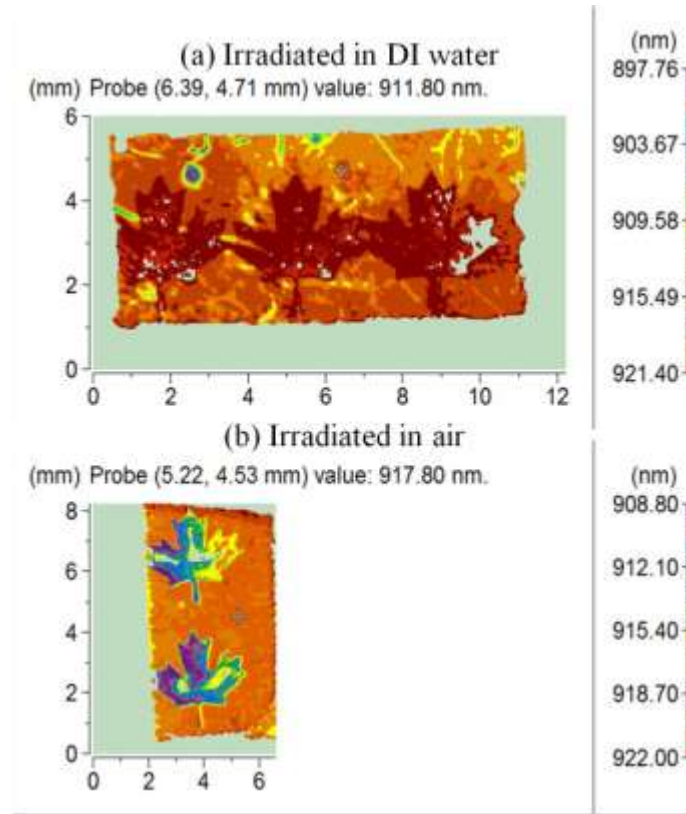 (a) Irradiated in DI water
(mm) Probe (6.39, 4.71 mm) value: 911.80 nm.
6
4
2
0
0 2 4 6 8 10 12
(nm)
897.76
903.67
909.58
915.49
921.40
(b) Irradiated in air
(mm) Probe (5.22, 4.53 mm) value: 917.80 nm.
8
6
4
2
0
0 2 4 6
(nm)
908.80
912.10
915.40
918.70
922.00